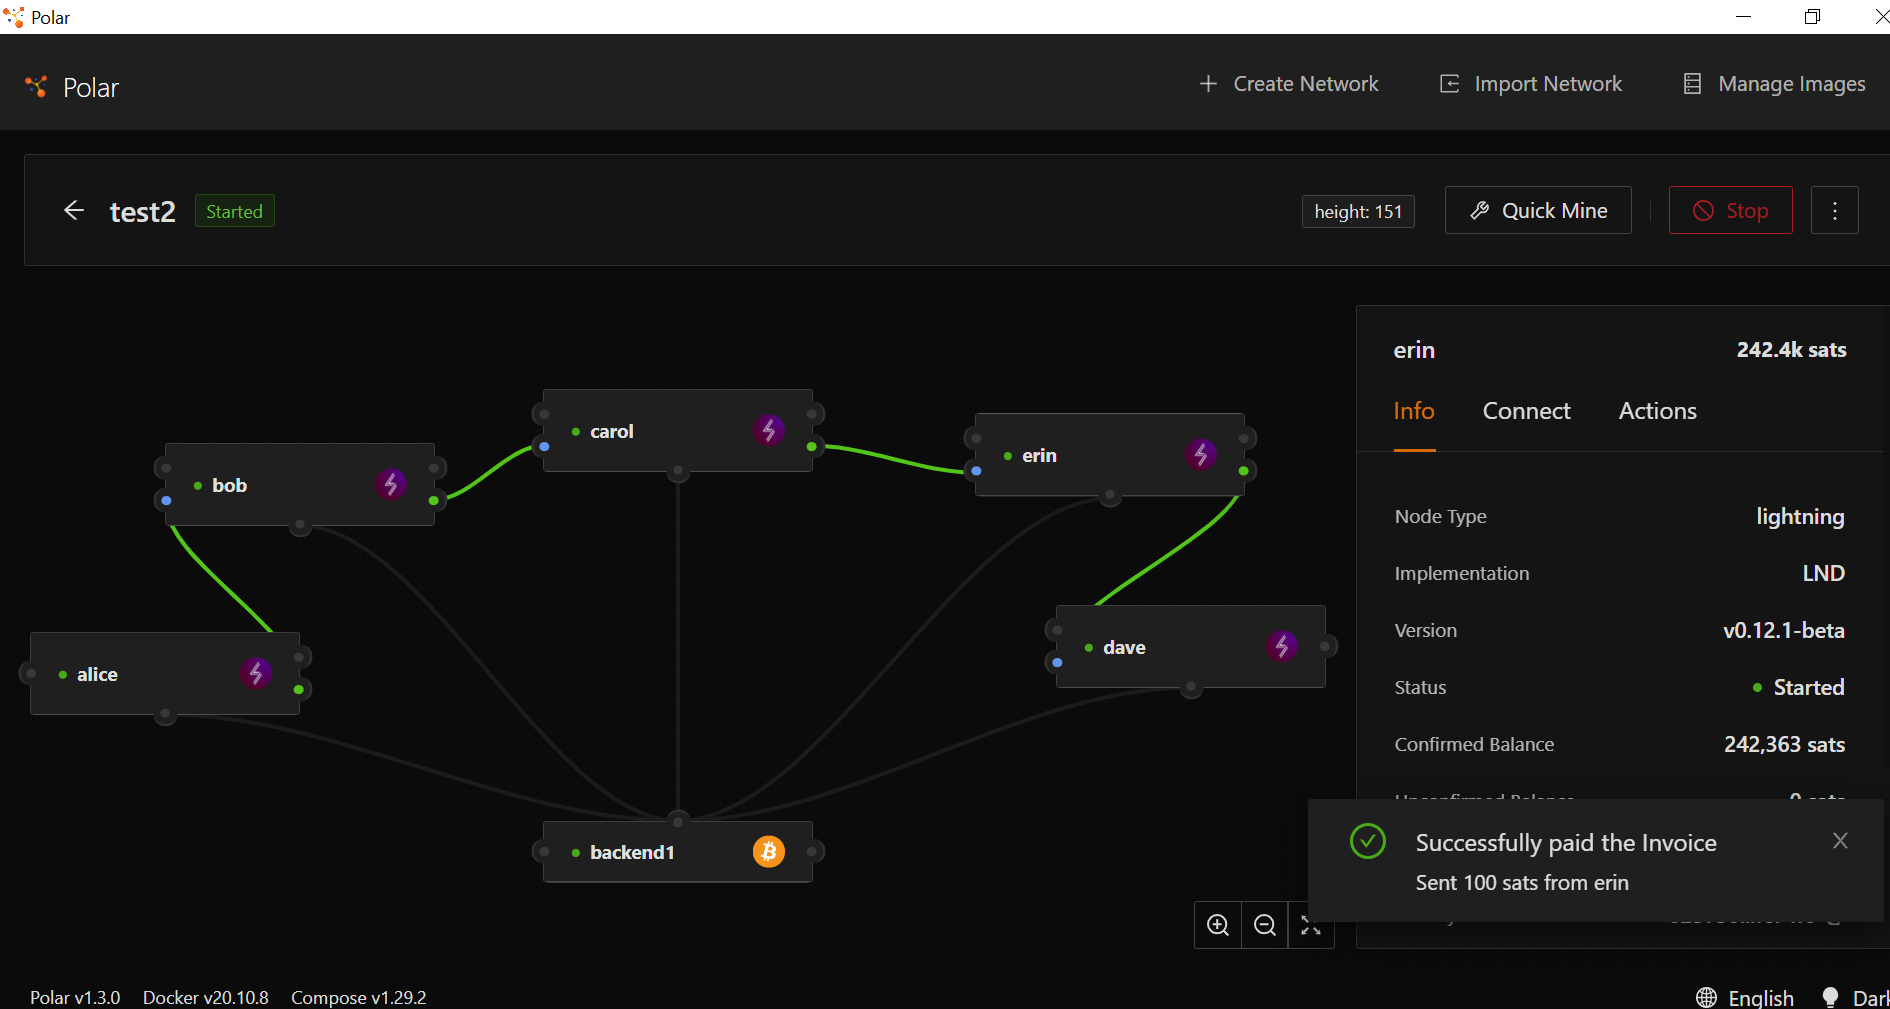 Polar
Polar
Create Network
Import Network
Manage Images
test2
Started
height: 151
Quick Mine
Stop
erin
242.4k sats
Info
Connect
Actions
carol
erin
bob
alice
dave
backend1
Node Type
lightning
Implementation
LND
Version
v0.12.1-beta
Status
Started
Confirmed Balance
242,363 sats
Successfully paid the Invoice
Sent 100 sats from erin
Polar v1.3.0
Docker v20.10.8
Compose v1.29.2
English
Dark